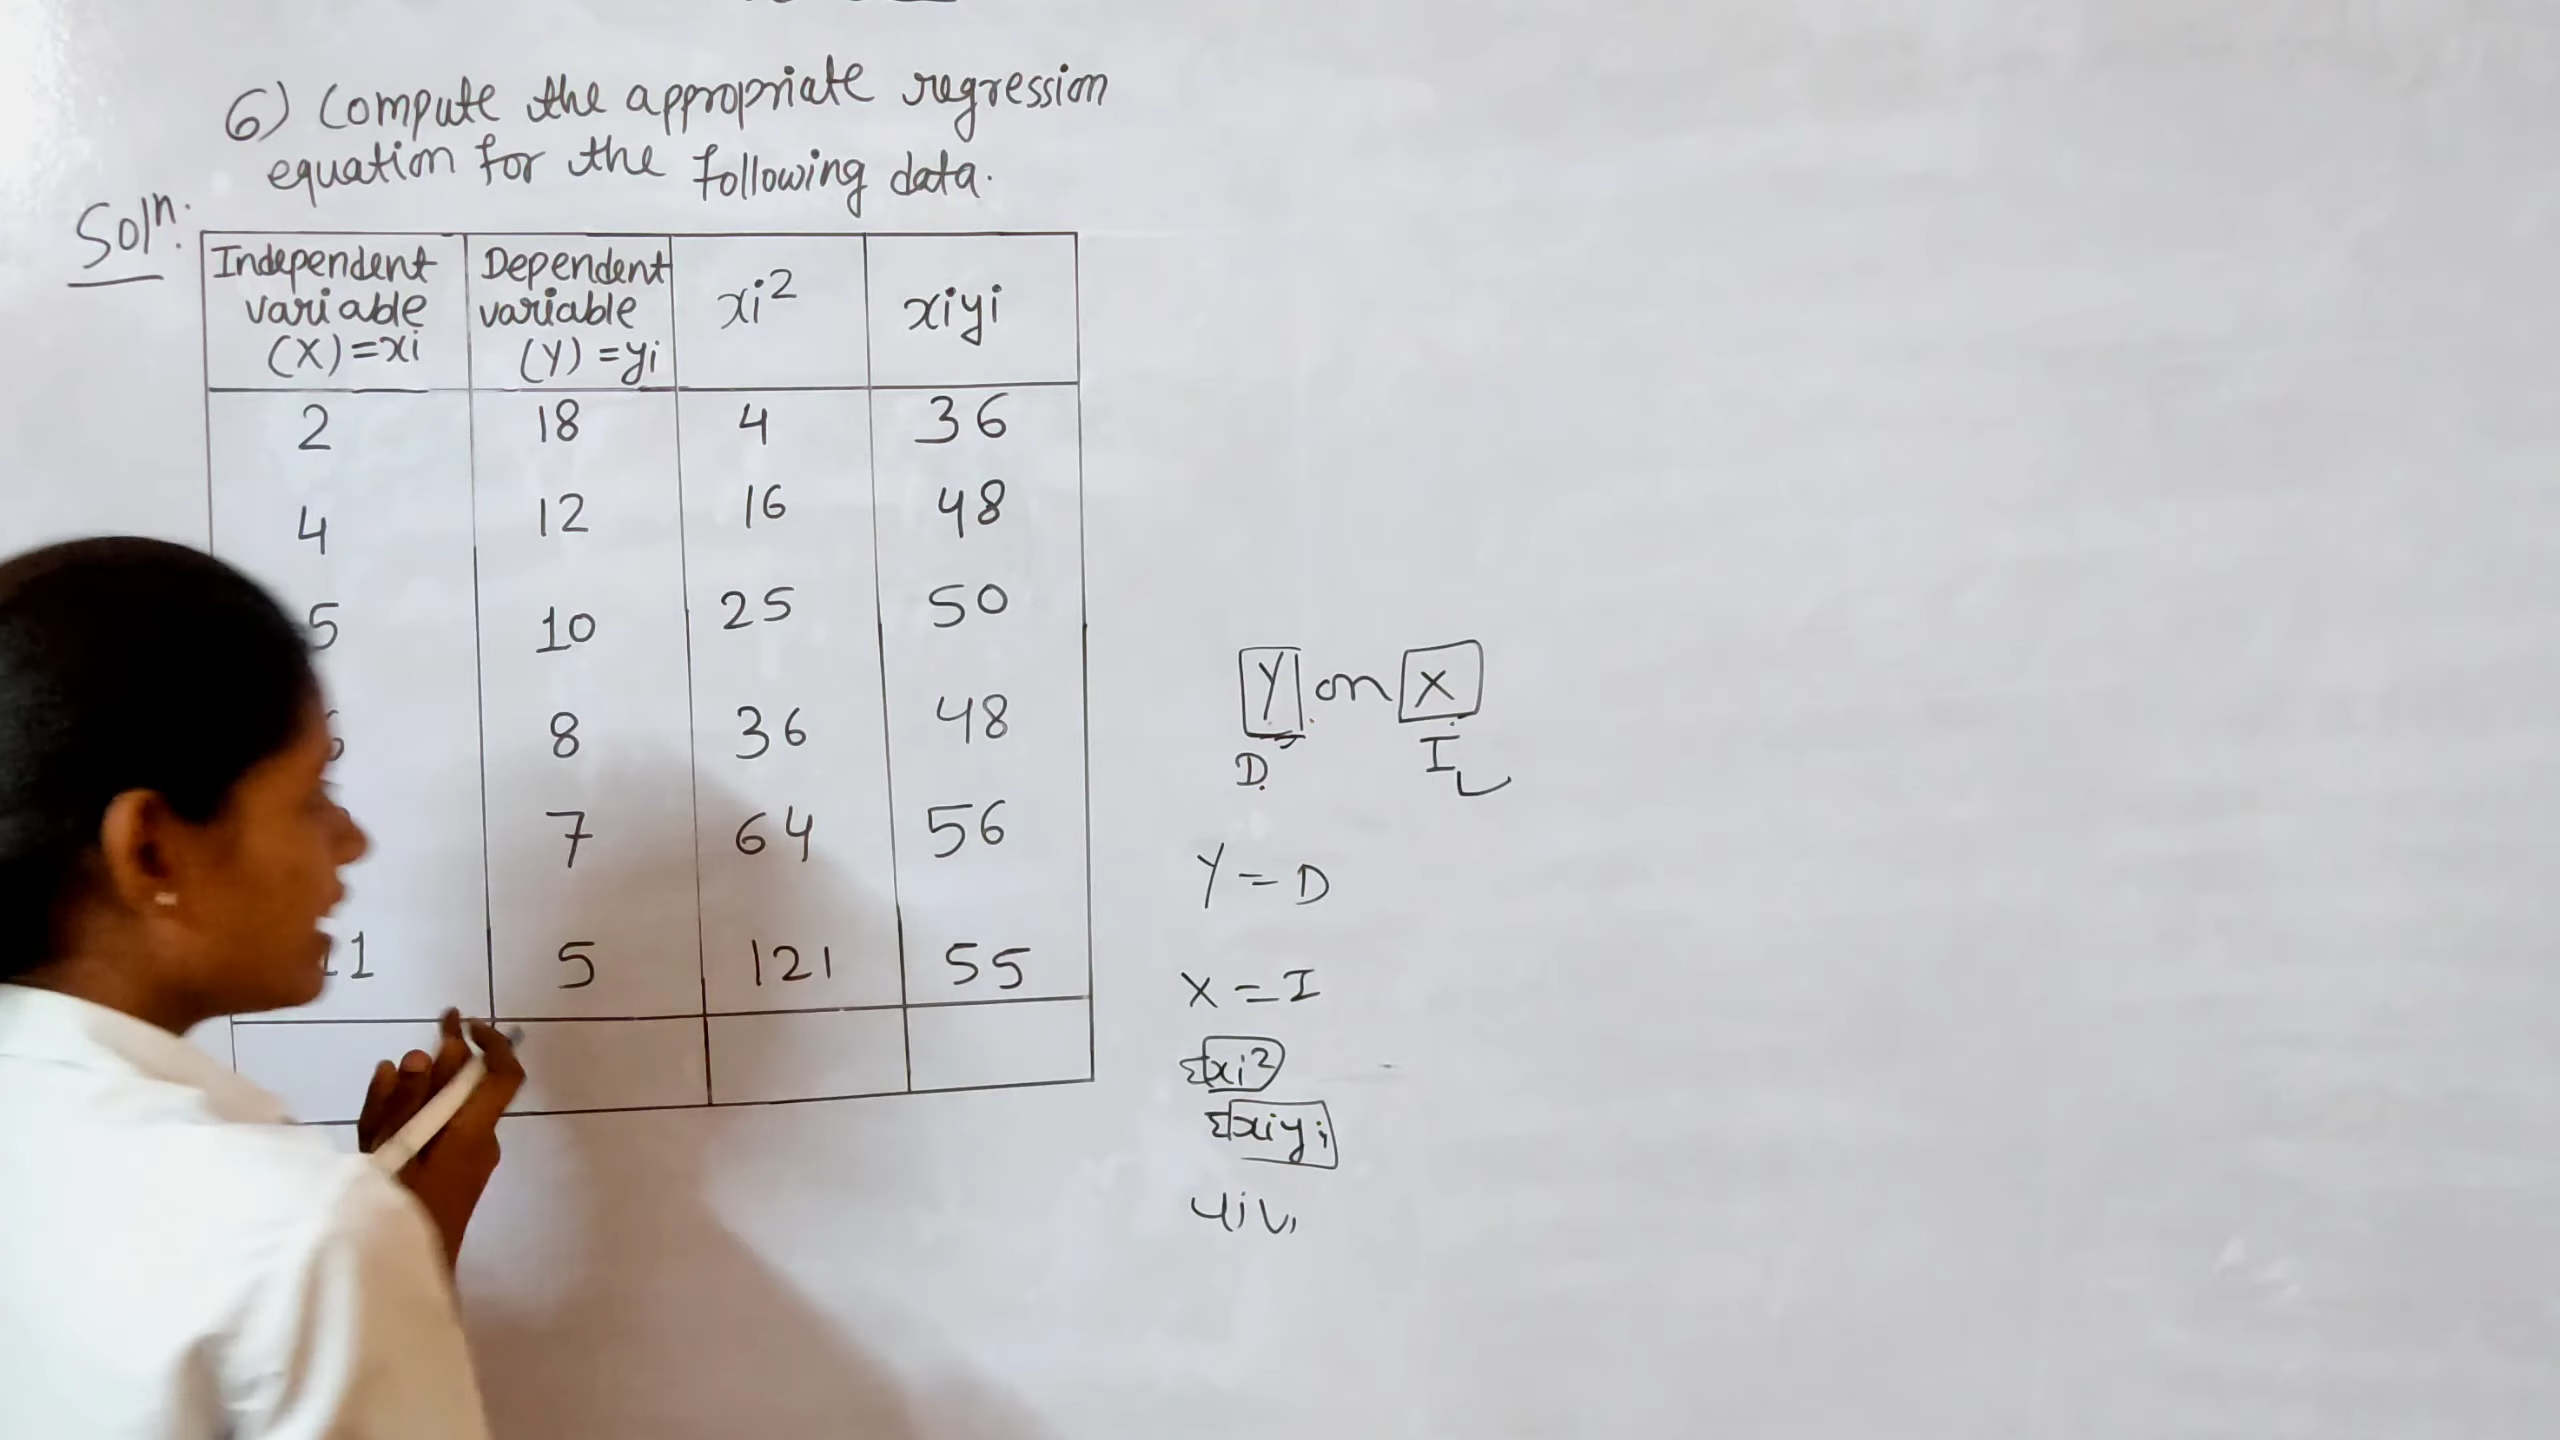 6) Compute the appropriate regression
equation for the following data.
Soln.
Independent variable (X)=xi | Dependent variable (Y)=yi | xi² | xiyi
2 | 18 | 4 | 36
4 | 12 | 16 | 48
5 | 10 | 25 | 50
8 | 36 | 48
7 | 64 | 56
11 | 5 | 121 | 55
Y on X
D I
Y = D
X = I
Σxi²
Σxiyi